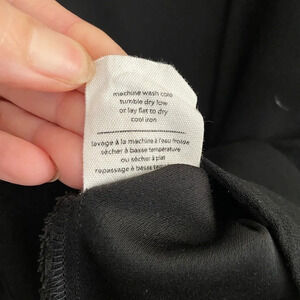 machine wash cold
tumble dry low
or lay flat to dry
cool iron
lavage à la machine à l'eau froide
sécher à basse température
ou sécher à plat
repassage à basse